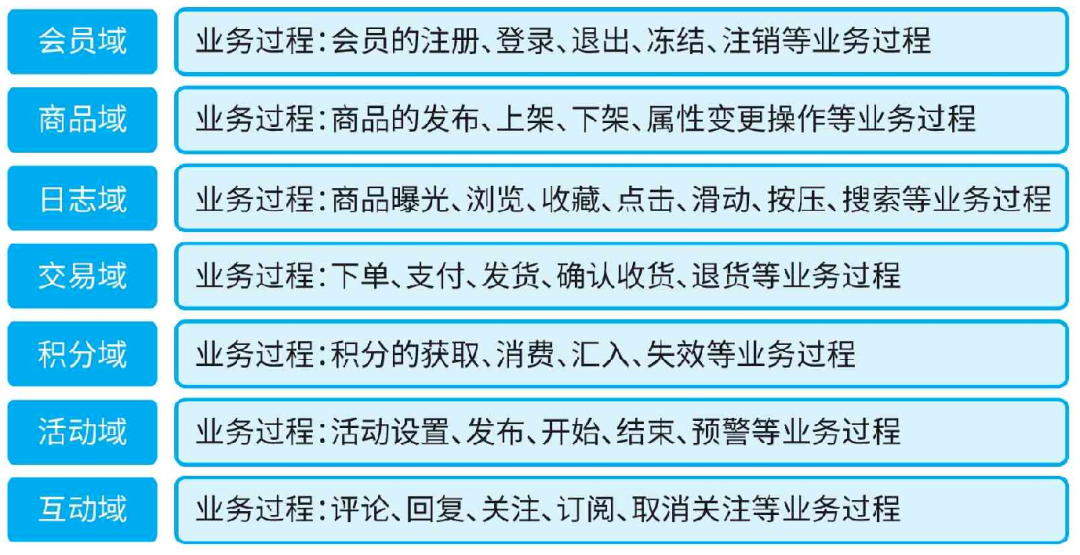 会员域
业务过程：会员的注册、登录、退出、冻结、注销等业务过程
商品域
业务过程：商品的发布、上架、下架、属性变更操作等业务过程
日志域
业务过程：商品曝光、浏览、收藏、点击、滑动、按压、搜索等业务过程
交易域
业务过程：下单、支付、发货、确认收货、退货等业务过程
积分域
业务过程：积分的获取、消费、汇入、失效等业务过程
活动域
业务过程：活动设置、发布、开始、结束、预警等业务过程
互动域
业务过程：评论、回复、关注、订阅、取消关注等业务过程